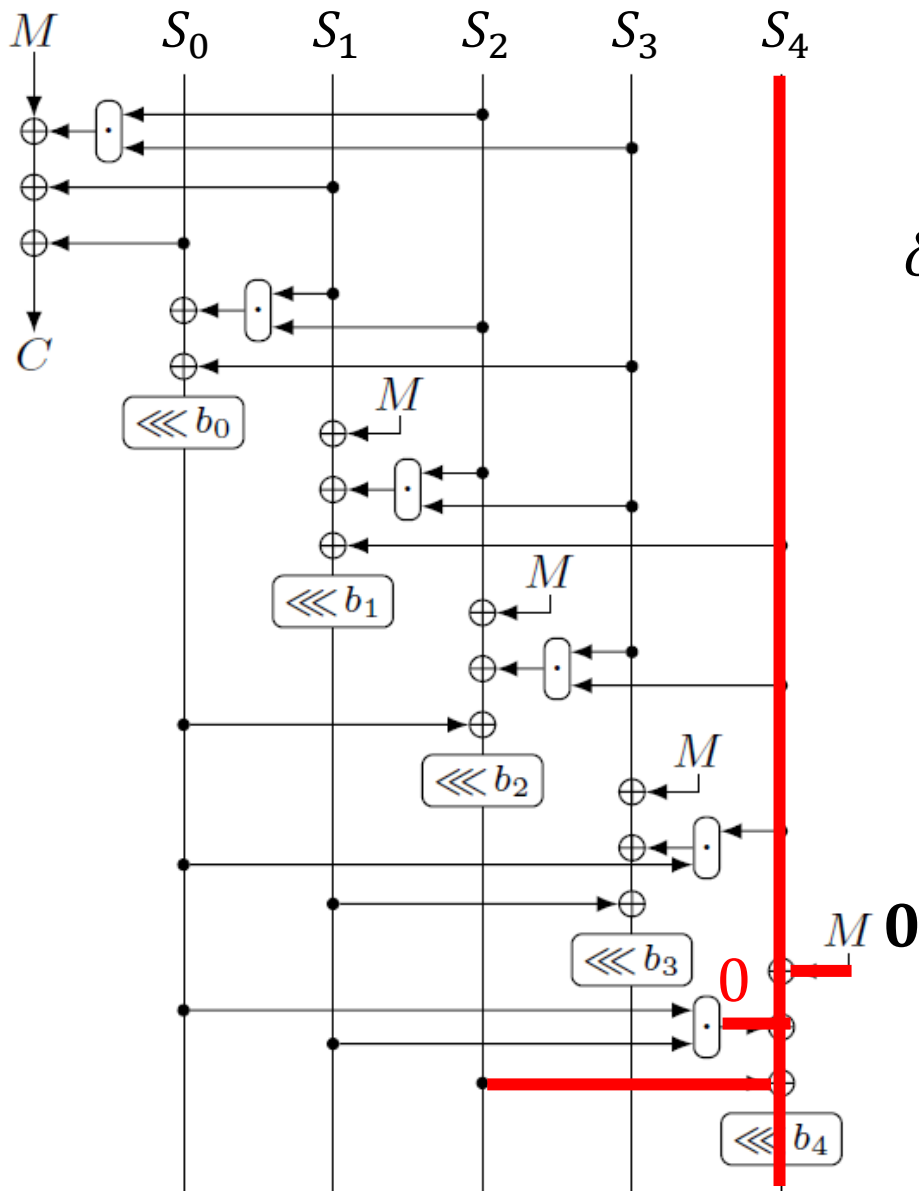 M S₀ S₁ S₂ S₃ S₄
·
·
C
⋘ b₀
M
·
⋘ b₁
M
·
⋘ b₂
M
·
⋘ b₃
M 0
0
·
⋘ b₄